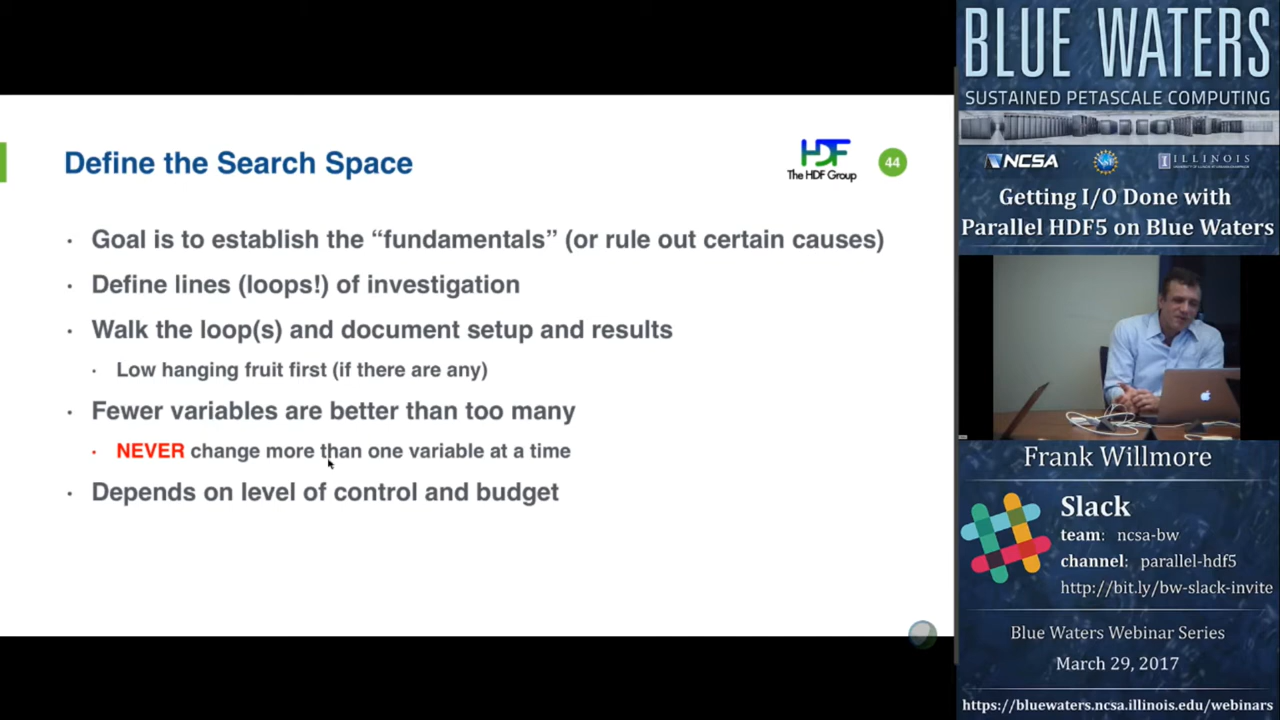 Define the Search Space
HDF
The HDF Group
44
· Goal is to establish the “fundamentals” (or rule out certain causes)
· Define lines (loops!) of investigation
· Walk the loop(s) and document setup and results
· Low hanging fruit first (if there are any)
· Fewer variables are better than too many
· NEVER change more than one variable at a time
· Depends on level of control and budget
BLUE WATERS
SUSTAINED PETASCALE COMPUTING
NCSA
ILLINOIS
Getting I/O Done with
Parallel HDF5 on Blue Waters
Frank Willmore
Slack
team: ncsa-bw
channel: parallel-hdf5
http://bit.ly/bw-slack-invite
Blue Waters Webinar Series
March 29, 2017
https://bluewaters.ncsa.illinois.edu/webinars